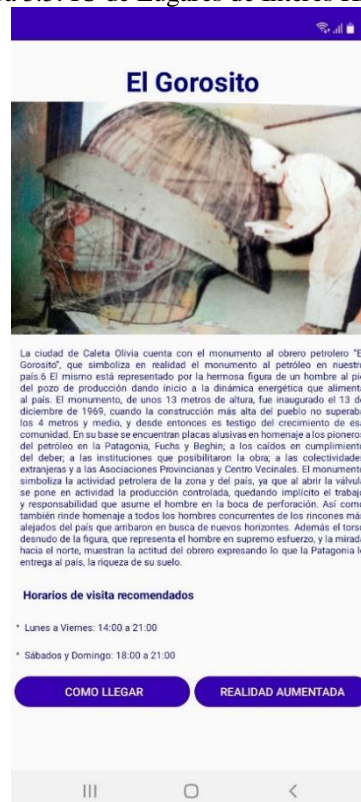 El Gorosito
La ciudad de Caleta Olivia cuenta con el monumento al obrero petrolero "El
Gorosito", que simboliza en realidad el monumento al petróleo en nuestro
país.6 El mismo está representado por la hermosa figura de un hombre al pie
del pozo de producción dando inicio a la dinámica energética que alimenta
al país. El monumento, de unos 13 metros de altura, fue inaugurado el 13 de
diciembre de 1969, cuando la construcción más alta del pueblo no superaba
los 4 metros y medio, y desde entonces es testigo del crecimiento de esa
comunidad. En su base se encuentran placas alusivas en homenaje a los pioneros
del petróleo en la Patagonia, Fuchs y Beghin; a los caídos en cumplimiento
del deber; a las instituciones que posibilitaron la obra; a las colectividades
extranjeras y a las Asociaciones Provincianas y Centro Vecinales. El monumento
simboliza la actividad petrolera de la zona y del país, ya que al abrir la válvula
se pone en actividad la producción controlada, quedando implícito el trabajo
y responsabilidad que asume el hombre en la boca de perforación. Así como
también rinde homenaje a todos los hombres concurrentes de los rincones más
alejados del país que arribaron en busca de nuevos horizontes. Además el torso
desnudo de la figura, que representa el hombre en supremo esfuerzo, y la mirada
hacia el norte, muestran la actitud del obrero expresando lo que la Patagonia le
entrega al país, la riqueza de su suelo.
Horarios de visita recomendados
* Lunes a Viernes: 14:00 a 21:00
* Sábados y Domingo: 18:00 a 21:00
COMO LLEGAR
REALIDAD AUMENTADA